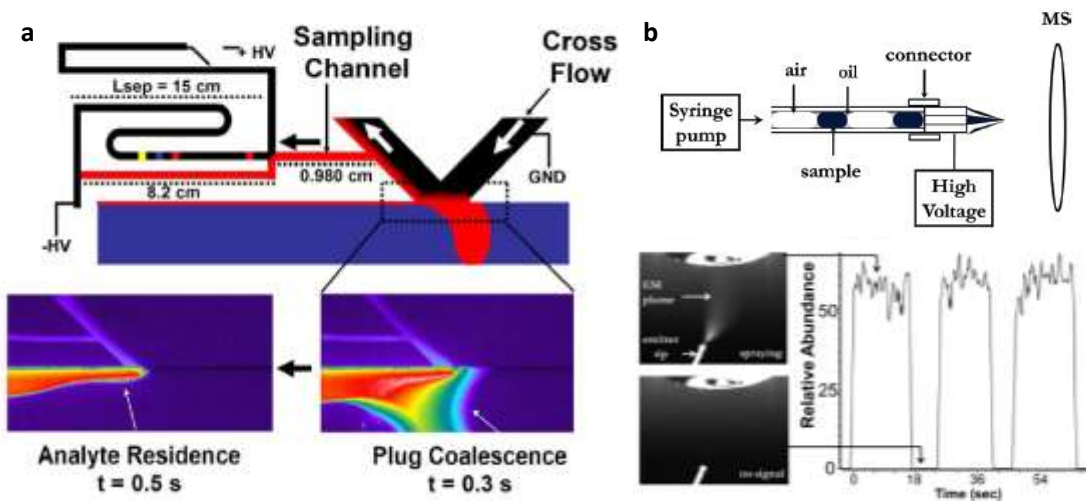 a
+ HV
Sampling
Channel
Cross
Flow
Lsep = 15 cm
0.980 cm
GND
8.2 cm
-HV
Analyte Residence
t = 0.5 s
Plug Coalescence
t = 0.3 s
b
MS
connector
air
oil
Syringe
pump
sample
High
Voltage
ESI
plume
emitter
tip
spraying
no signal
Relative Abundance
50
25
0
0
18
36
54
Time (sec)